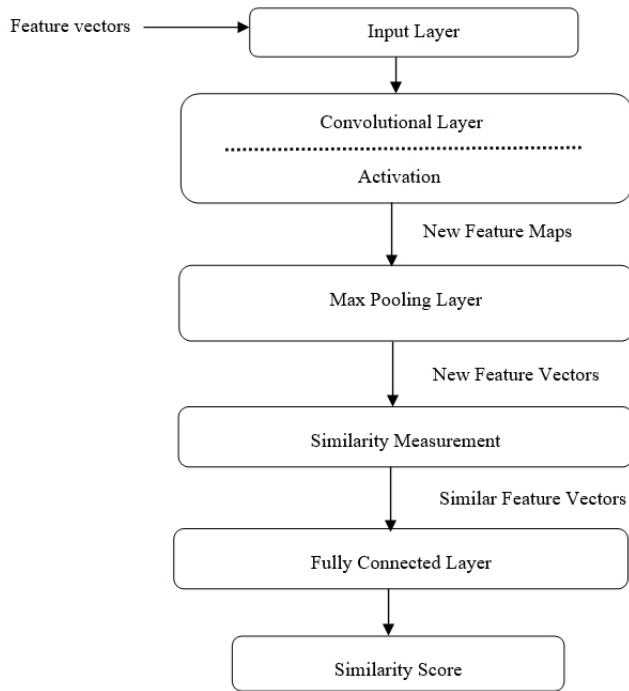 Feature vectors
Input Layer
Convolutional Layer
Activation
New Feature Maps
Max Pooling Layer
New Feature Vectors
Similarity Measurement
Similar Feature Vectors
Fully Connected Layer
Similarity Score